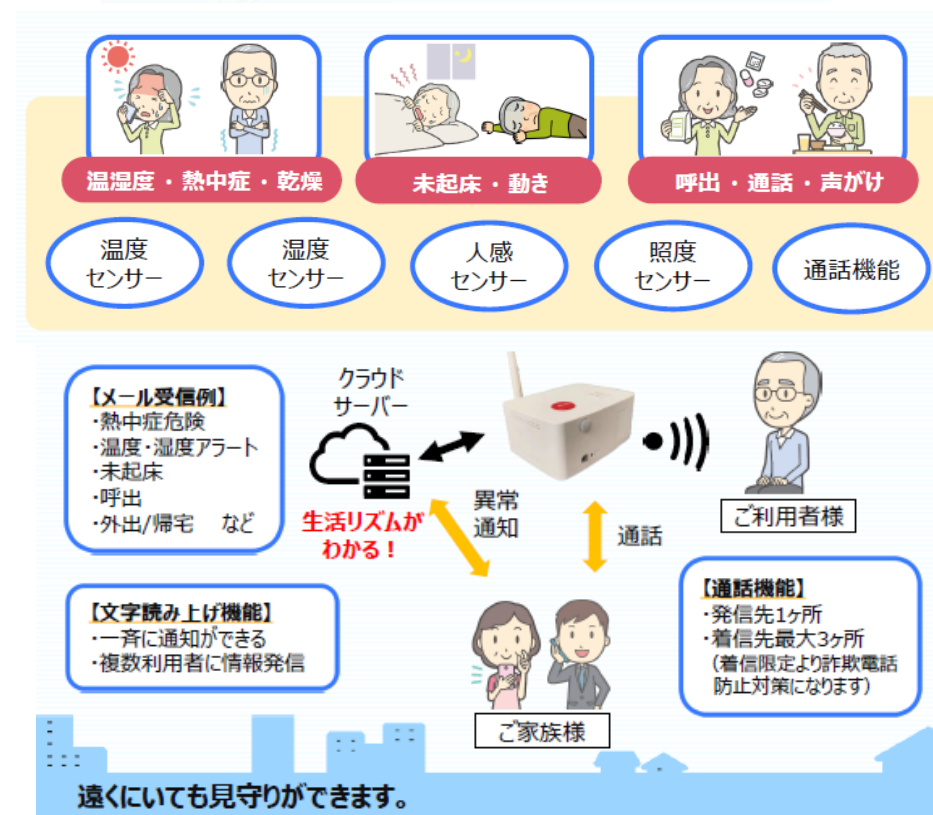 温湿度・熱中症・乾燥
未起床・動き
呼出・通話・声がけ
温度
センサー
湿度
センサー
人感
センサー
照度
センサー
通話機能
【メール受信例】
・熱中症危険
・温度・湿度アラート
・未起床
・呼出
・外出/帰宅 など
クラウド
サーバー
生活リズムが
わかる！
異常
通知
通話
ご利用者様
【文字読み上げ機能】
・一斉に通知ができる
・複数利用者に情報発信
【通話機能】
・発信先1ヶ所
・着信先最大3ヶ所
（着信限定より詐欺電話
防止対策になります）
ご家族様
遠くにいても見守りができます。